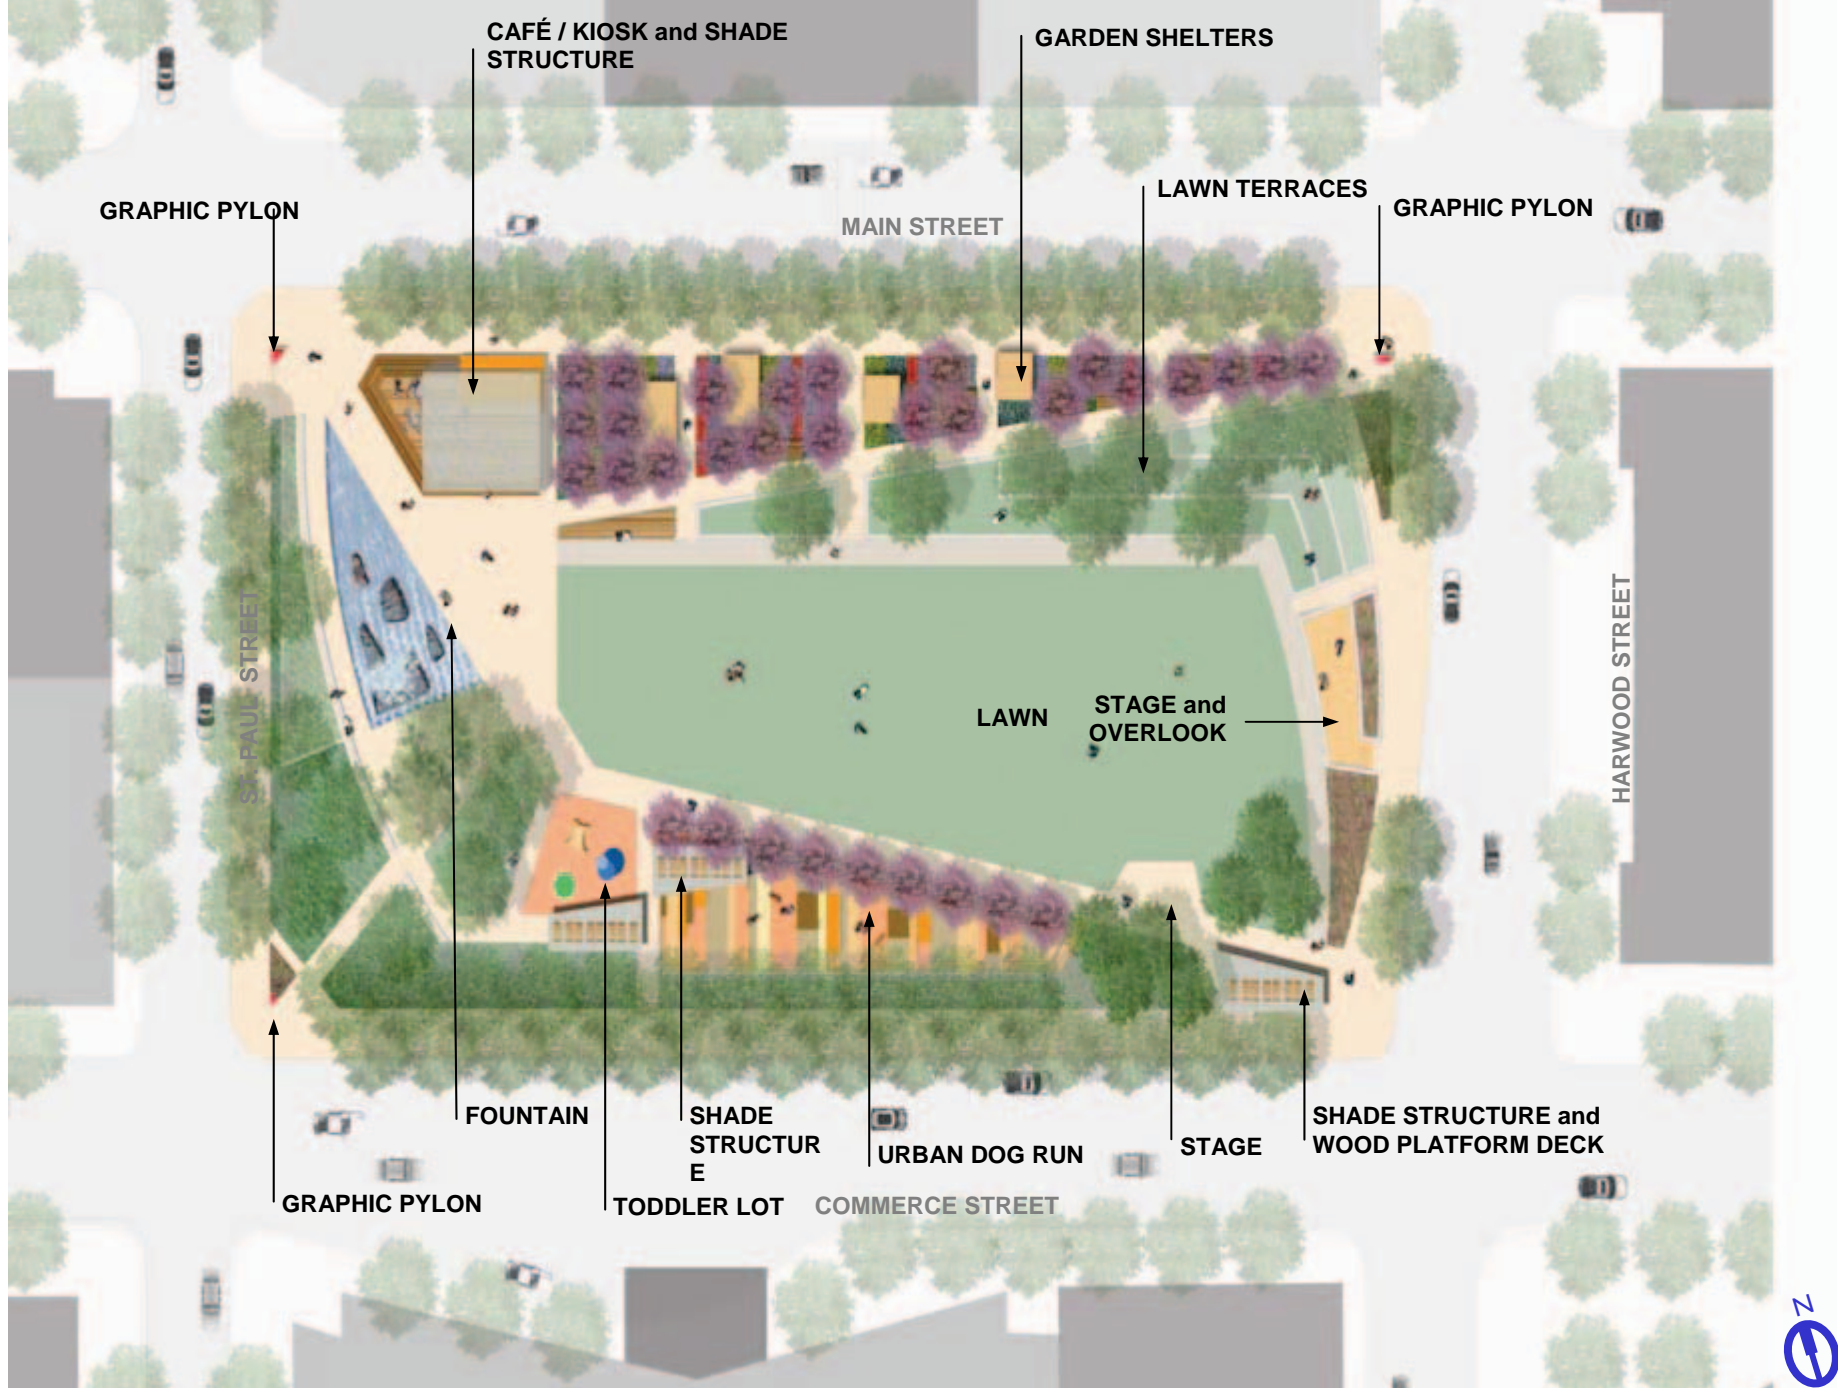 CAFÉ / KIOSK and SHADE
STRUCTURE
GARDEN SHELTERS
LAWN TERRACES
GRAPHIC PYLON
GRAPHIC PYLON
MAIN STREET
ST. PAUL STREET
HARWOOD STREET
LAWN
STAGE and
OVERLOOK
FOUNTAIN
SHADE
STRUCTUR
E
URBAN DOG RUN
STAGE
SHADE STRUCTURE and
WOOD PLATFORM DECK
GRAPHIC PYLON
TODDLER LOT
COMMERCE STREET
N